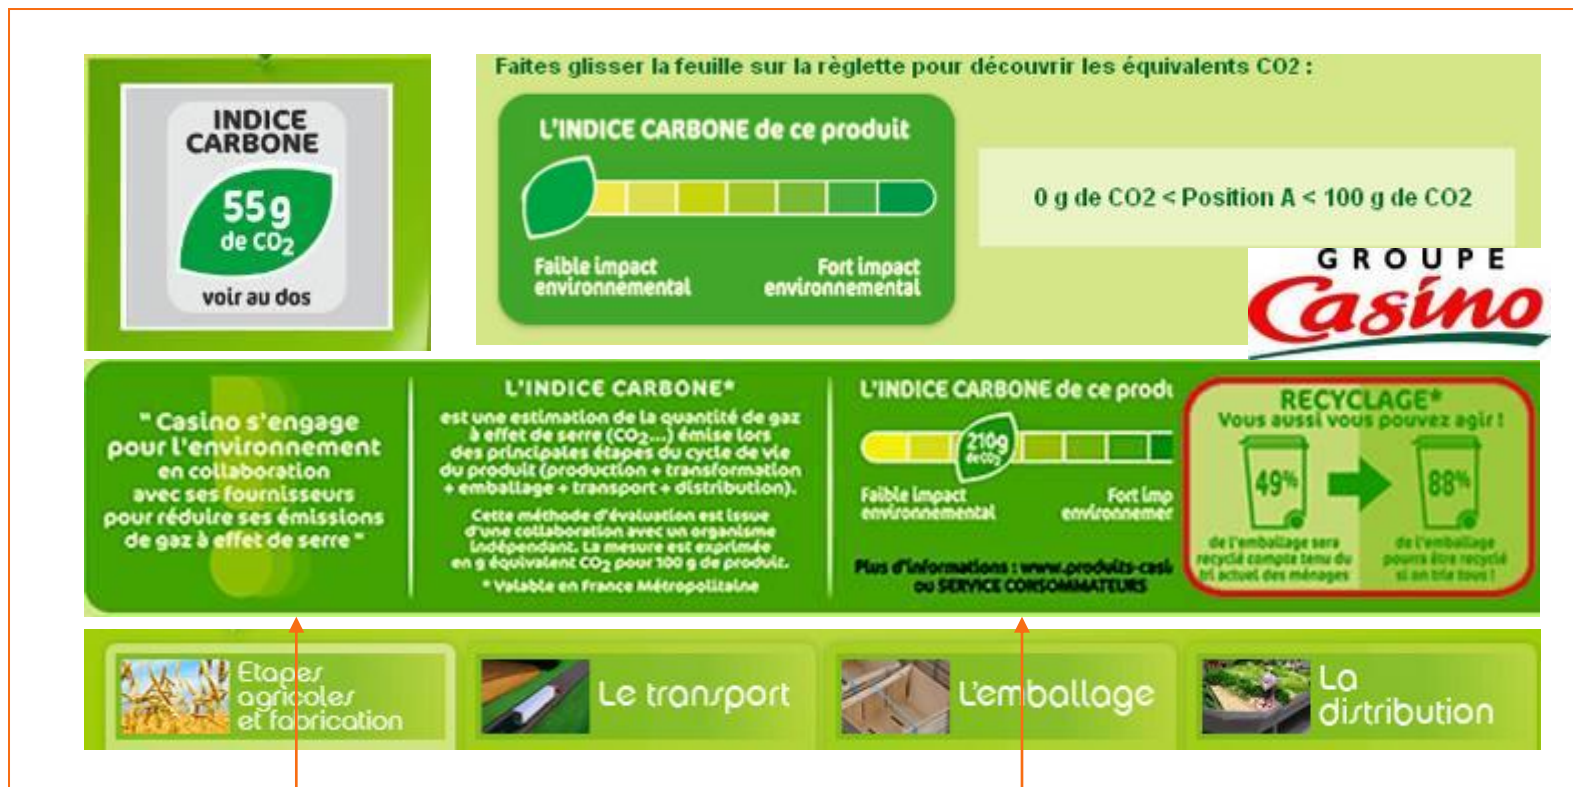 INDICE
CARBONE
55g
de CO2
voir au dos
Faites glisser la feuille sur la règlette pour découvrir les équivalents CO2 :
L'INDICE CARBONE de ce produit
Faible impact
environnemental
Fort impact
environnemental
0 g de CO2 < Position A < 100 g de CO2
GROUPE
Casino
" Casino s'engage
pour l'environnement
en collaboration
avec ses fournisseurs
pour réduire ses émissions
de gaz à effet de serre "
L'INDICE CARBONE*
est une estimation de la quantité de gaz
à effet de serre (CO2...) émise lors
des principales étapes du cycle de vie
du produit (production + transformation
+ emballage + transport + distribution).
Cette méthode d'évaluation est issue
d'une collaboration avec un organisme
indépendant. La mesure est exprimée
en g équivalent CO2 pour 100 g de produit.
* Valable en France Métropolitaine
L'INDICE CARBONE de ce produ
210g
de CO2
Faible impact
environnemental
Fort imp
environnemen
Plus d'informations : www.produits-casi
ou SERVICE CONSOMMATEURS
RECYCLAGE*
Vous aussi vous pouvez agir !
49%
88%
de l'emballage sera
recyclé compte tenu du
tri actuel des ménages
de l'emballage
pourra être recyclé
si on trie tous !
Etapes
agricoles
et fabrication
Le transport
L'emballage
La
distribution